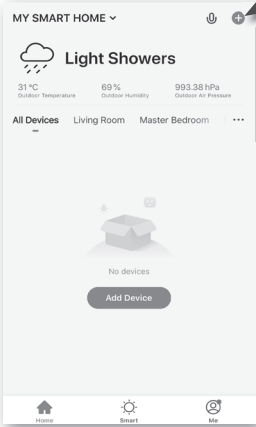 MY SMART HOME
Light Showers
31 °C 69 % 993.38 hPa
Outdoor Temperature Outdoor Humidity Outdoor Air Pressure
All Devices Living Room Master Bedroom
No devices
Add Device
Home Smart Me